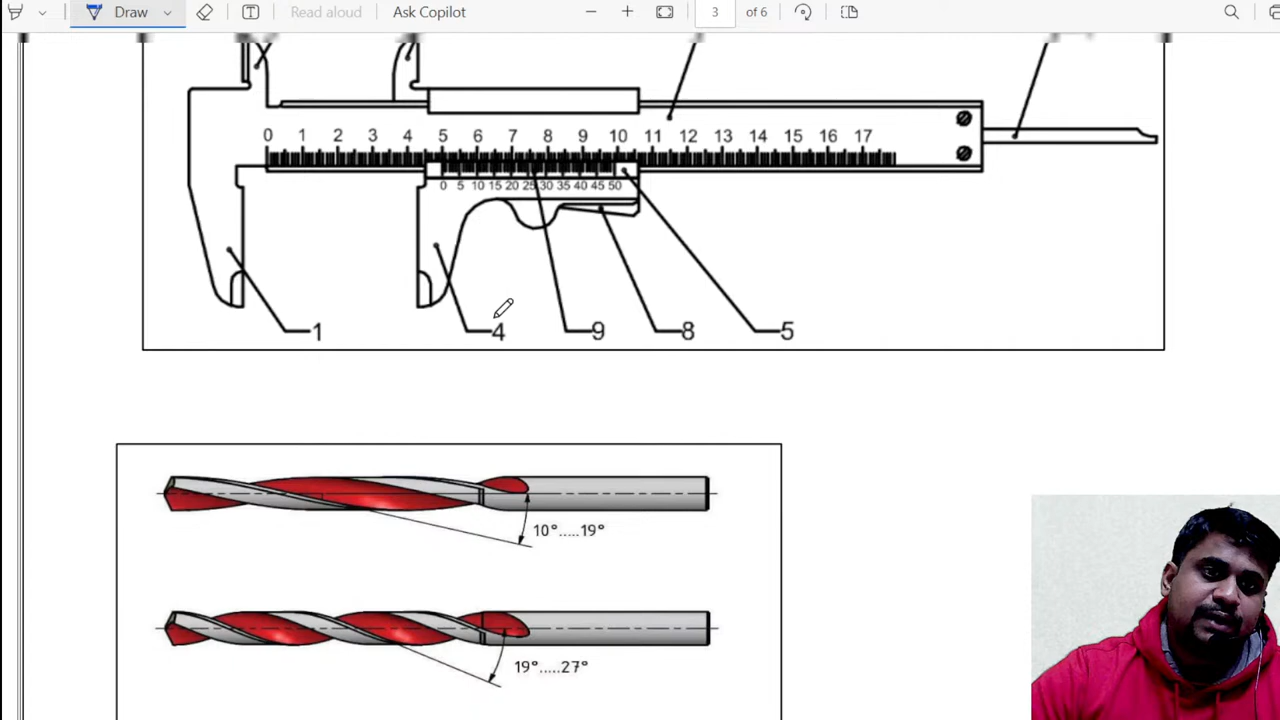 Draw
Read aloud
Ask Copilot
3
of 6
0 1 2 3 4 5 6 7 8 9 10 11 12 13 14 15 16 17
0 5 10 15 20 25 30 35 40 45 50
1
4
9
8
5
10°.....19°
19°.....27°